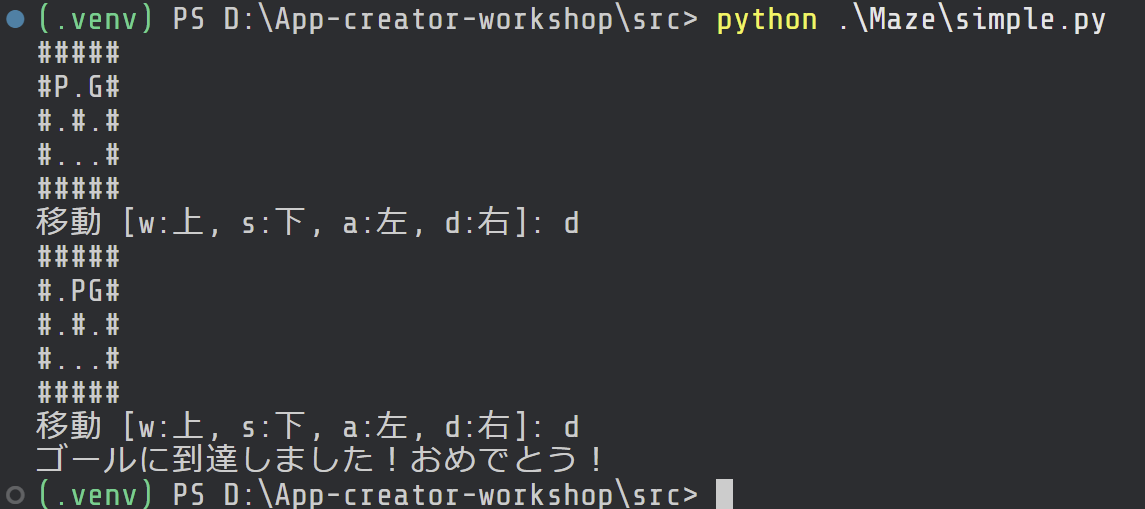 (.venv) PS D:\App-creator-workshop\src> python .\Maze\simple.py
#####
#P.G#
#.#.#
#...#
#####
移動 [w:上, s:下, a:左, d:右]: d
#####
#.PG#
#.#.#
#...#
#####
移動 [w:上, s:下, a:左, d:右]: d
ゴールに到達しました！おめでとう！
(.venv) PS D:\App-creator-workshop\src>